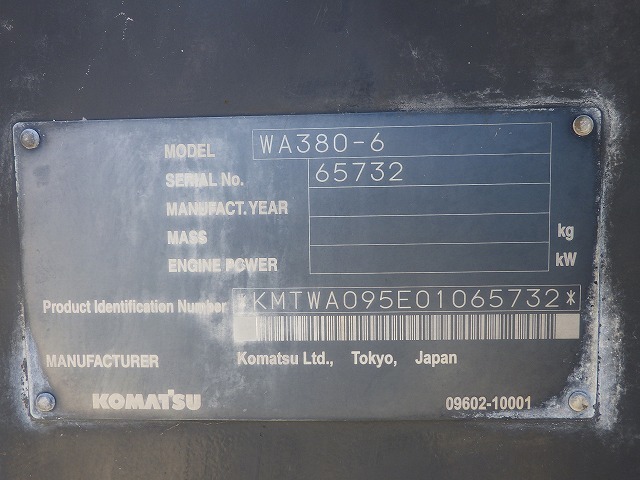 MODEL WA380-6
SERIAL No. 65732
MANUFACT. YEAR
MASS kg
ENGINE POWER kW
Product Identification Number *KMTWA095E01065732*
MANUFACTURER Komatsu Ltd., Tokyo, Japan
KOMATSU 09602-10001